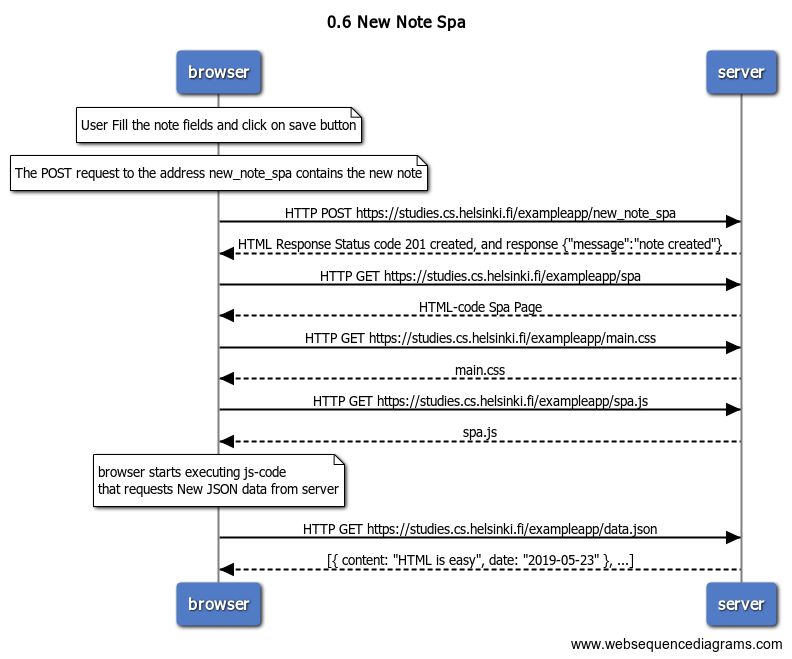 0.6 New Note Spa
browser
server
User Fill the note fields and click on save button
The POST request to the address new_note_spa contains the new note
HTTP POST https://studies.cs.helsinki.fi/exampleapp/new_note_spa
HTML Response Status code 201 created, and response {"message":"note created"}
HTTP GET https://studies.cs.helsinki.fi/exampleapp/spa
HTML-code Spa Page
HTTP GET https://studies.cs.helsinki.fi/exampleapp/main.css
main.css
HTTP GET https://studies.cs.helsinki.fi/exampleapp/spa.js
spa.js
browser starts executing js-code
that requests New JSON data from server
HTTP GET https://studies.cs.helsinki.fi/exampleapp/data.json
[{ content: "HTML is easy", date: "2019-05-23" }, ...]
browser
server
www.websequencediagrams.com